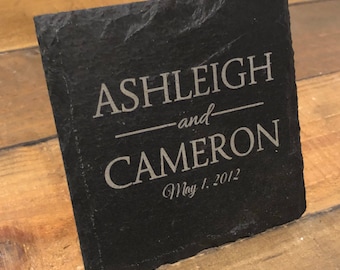 ASHLEIGH
and
CAMERON
May 1, 2012